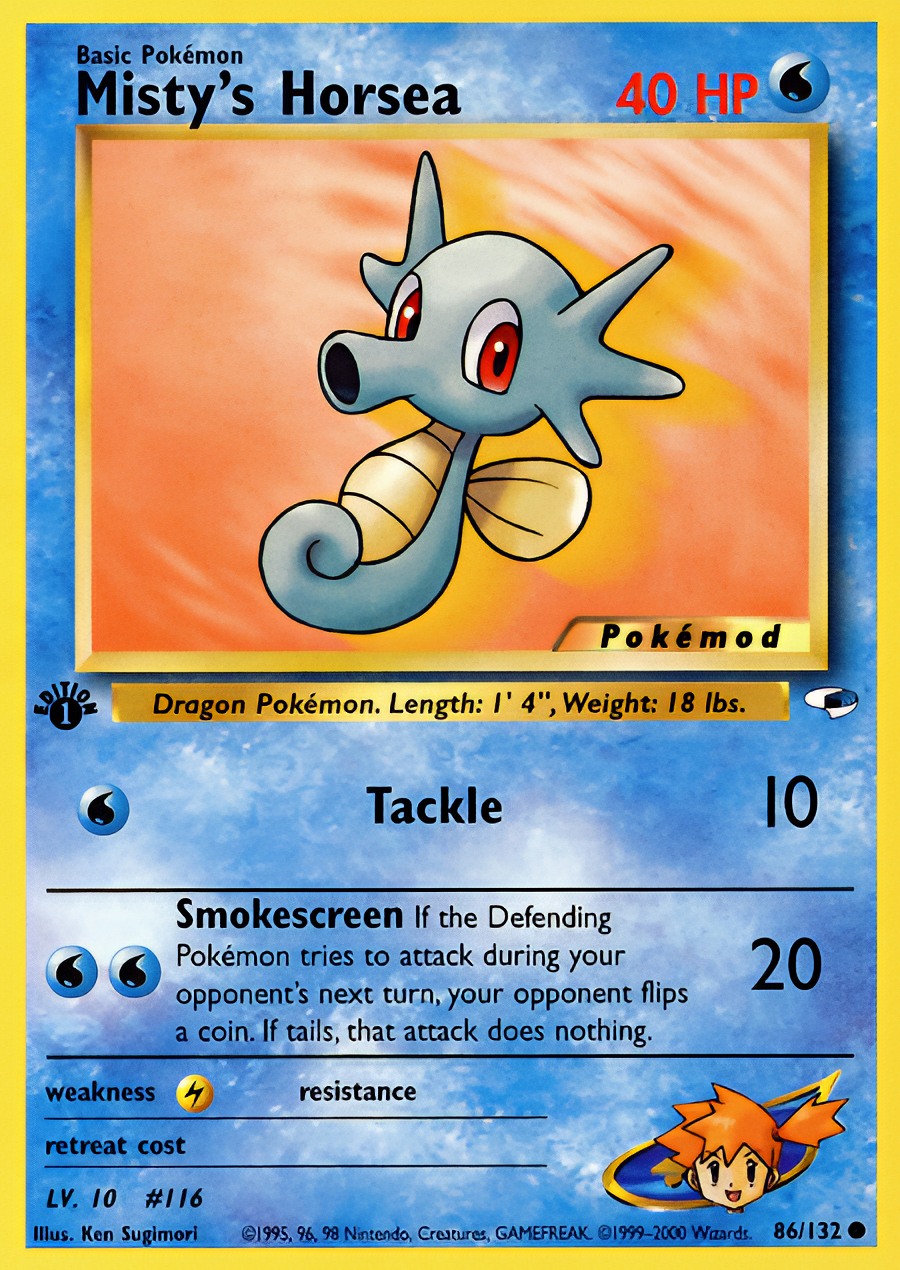 Basic Pokémon
Misty's Horsea
40 HP
Pokémod
EDITION
1
Dragon Pokémon. Length: 1' 4", Weight: 18 lbs.
Tackle
10
Smokescreen If the Defending
Pokémon tries to attack during your
opponent's next turn, your opponent flips
a coin. If tails, that attack does nothing.
20
weakness
resistance
retreat cost
LV. 10 #116
Illus. Ken Sugimori
©1995, 96, 98 Nintendo, Creatures, GAMEFREAK. ©1999–2000 Wizards.
86/132